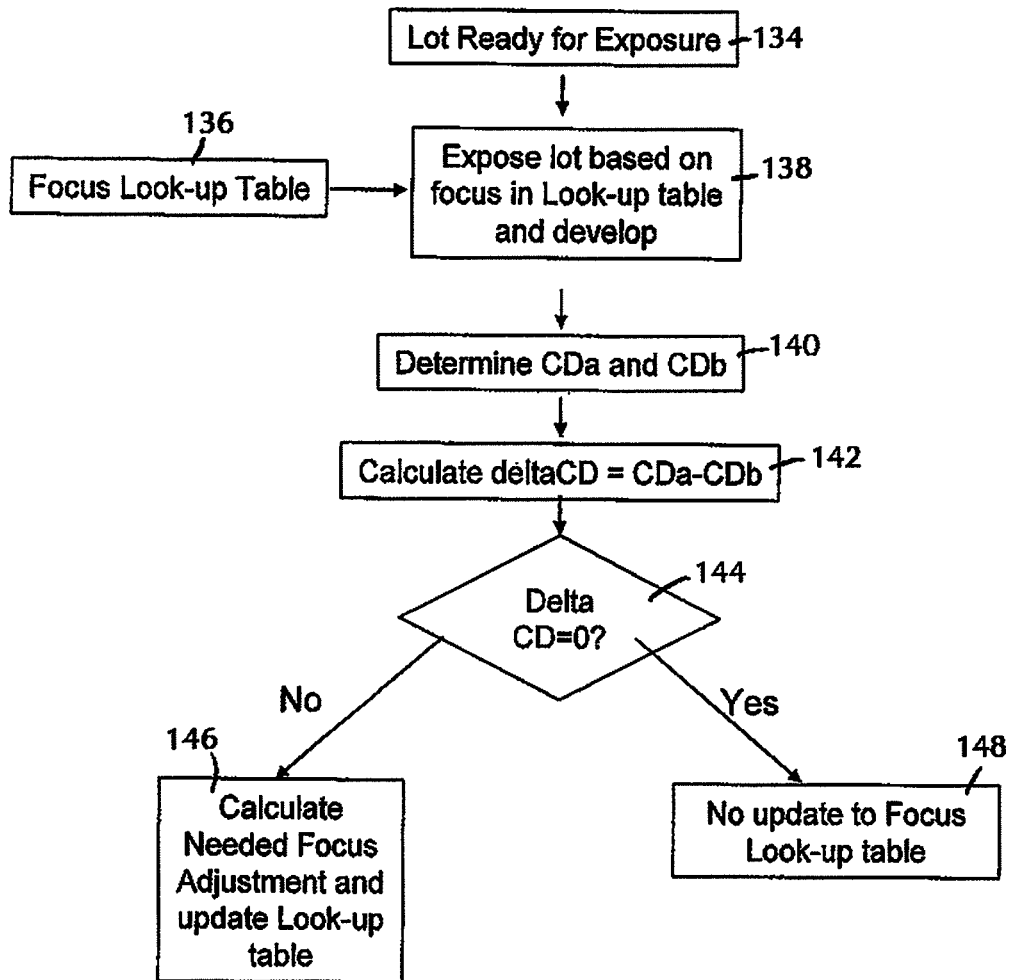 Lot Ready for Exposure
134
136
Focus Look-up Table
Expose lot based on
focus in Look-up table
and develop
138
Determine CDa and CDb
140
Calculate deltaCD = CDa-CDb
142
Delta
CD=0?
144
No
Yes
146
Calculate
Needed Focus
Adjustment and
update Look-up
table
148
No update to Focus
Look-up table